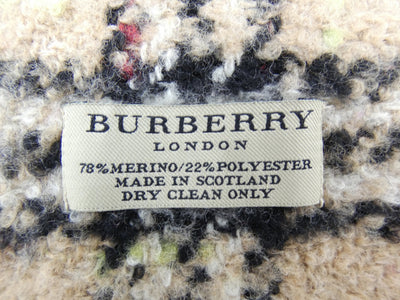 BURBERRY
LONDON
78%MERINO/22%POLYESTER
MADE IN SCOTLAND
DRY CLEAN ONLY